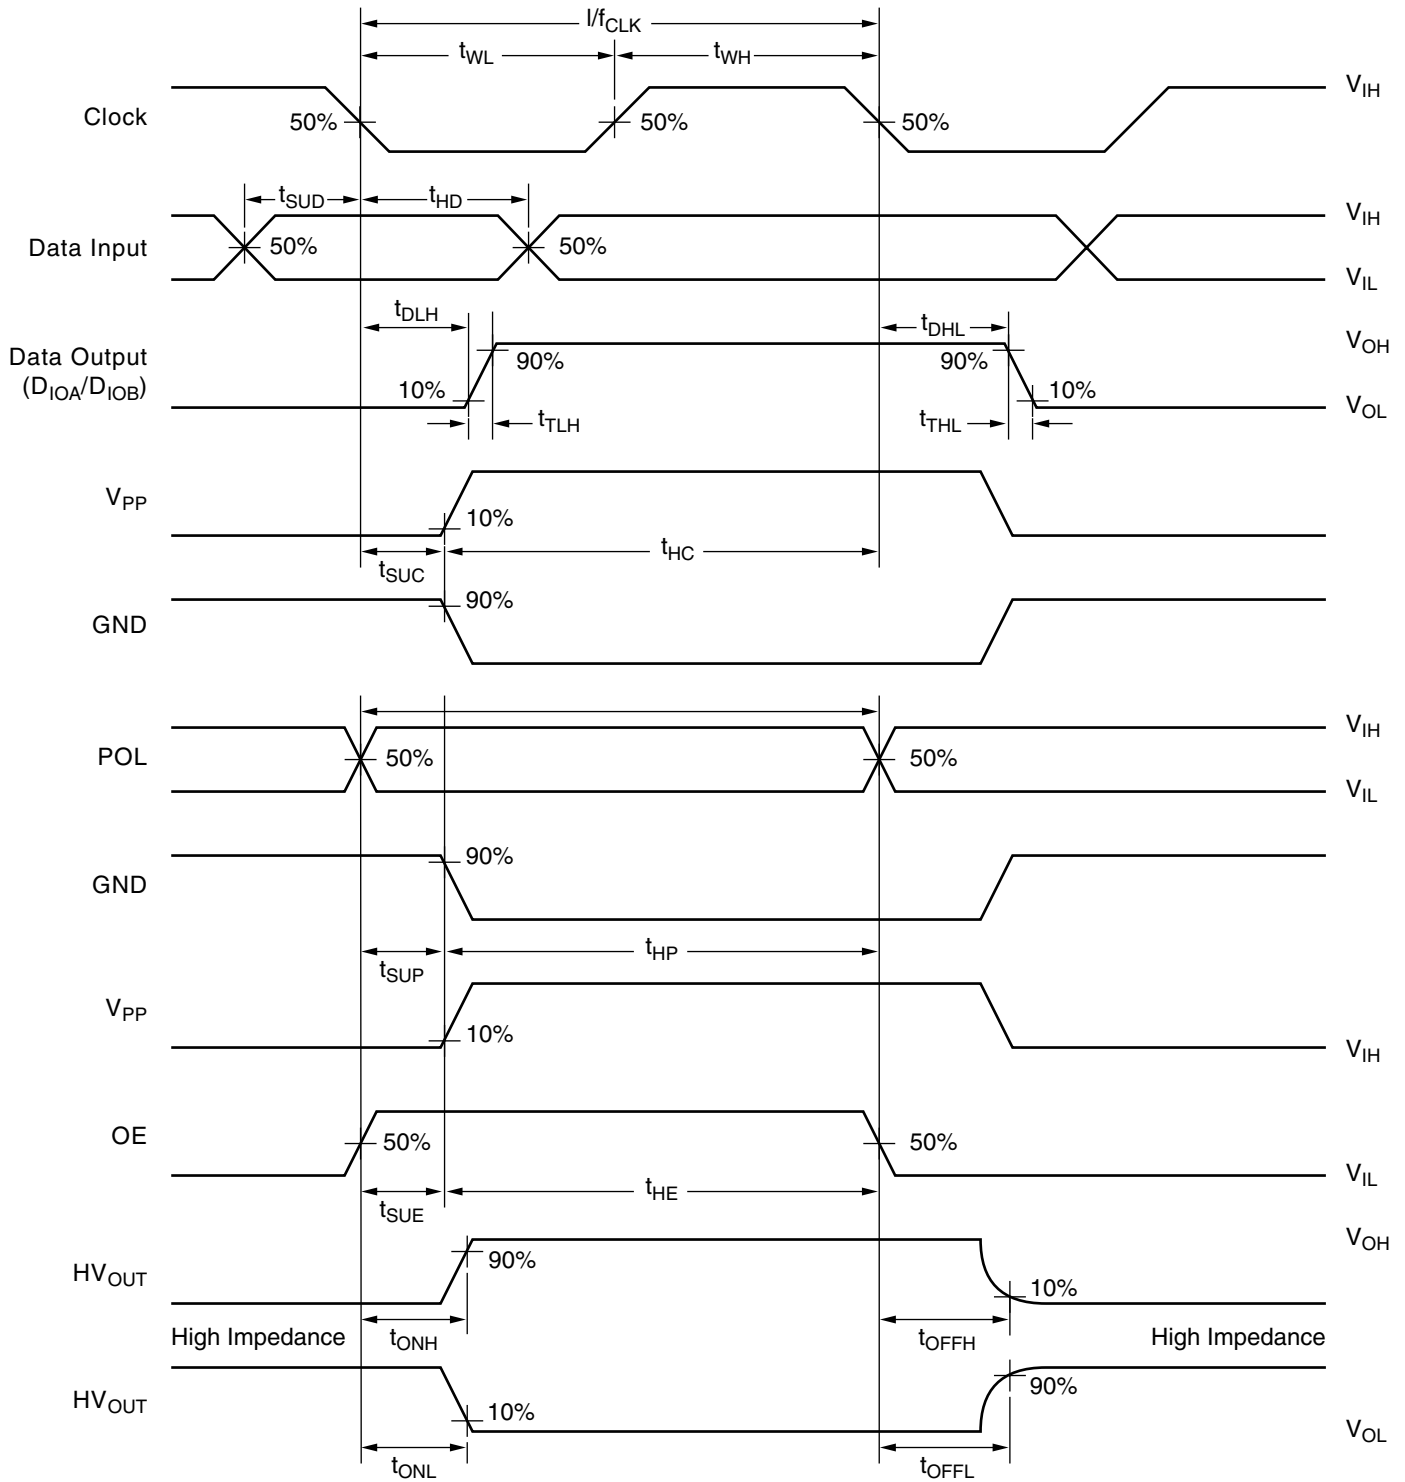 I/fCLK
tWL tWH
Clock 50% 50% 50% VIH
tSUD tHD
VIH
Data Input 50% 50%
VIL
tDLH tDHL
Data Output 90% 90% VOH
(DIOA/DIOB) 10% 10% VOL
tTLH tTHL
VPP 10%
tSUC tHC
GND 90%
VIH
POL 50% 50%
VIL
GND 90%
tSUP tHP
VPP 10% VIH
OE 50% 50%
VIL
tSUE tHE
VOH
HVOUT 90% 10%
High Impedance tONH tOFFH High Impedance
HVOUT 10% 90%
VOL
tONL tOFFL